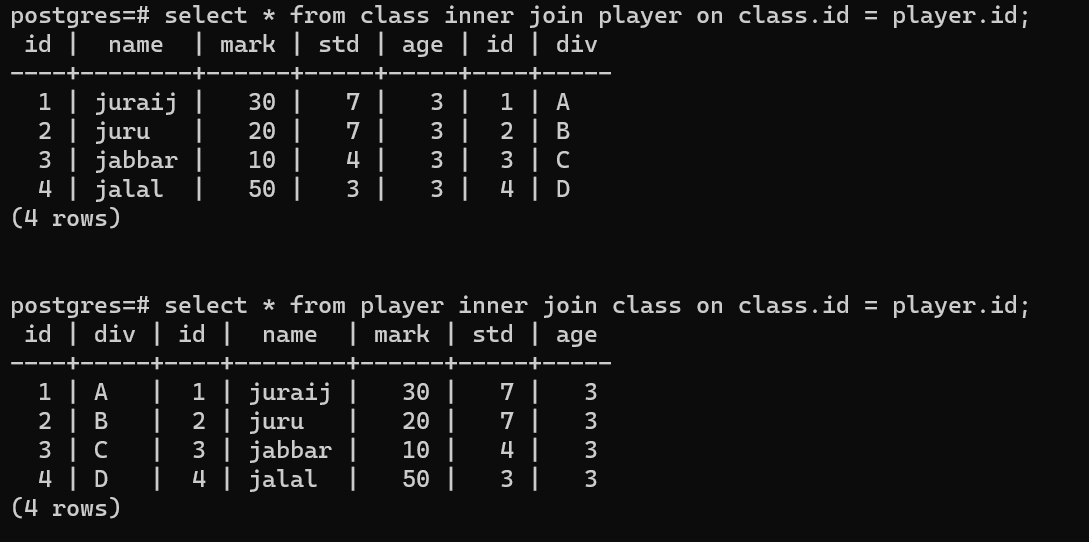 postgres=# select * from class inner join player on class.id = player.id;
 id |  name  | mark | std | age | id | div
----+--------+------+-----+-----+----+-----
  1 | juraij |   30 |   7 |   3 |  1 | A
  2 | juru   |   20 |   7 |   3 |  2 | B
  3 | jabbar |   10 |   4 |   3 |  3 | C
  4 | jalal  |   50 |   3 |   3 |  4 | D
(4 rows)
postgres=# select * from player inner join class on class.id = player.id;
 id | div | id |  name  | mark | std | age
----+-----+----+--------+------+-----+-----
  1 | A   |  1 | juraij |   30 |   7 |   3
  2 | B   |  2 | juru   |   20 |   7 |   3
  3 | C   |  3 | jabbar |   10 |   4 |   3
  4 | D   |  4 | jalal  |   50 |   3 |   3
(4 rows)